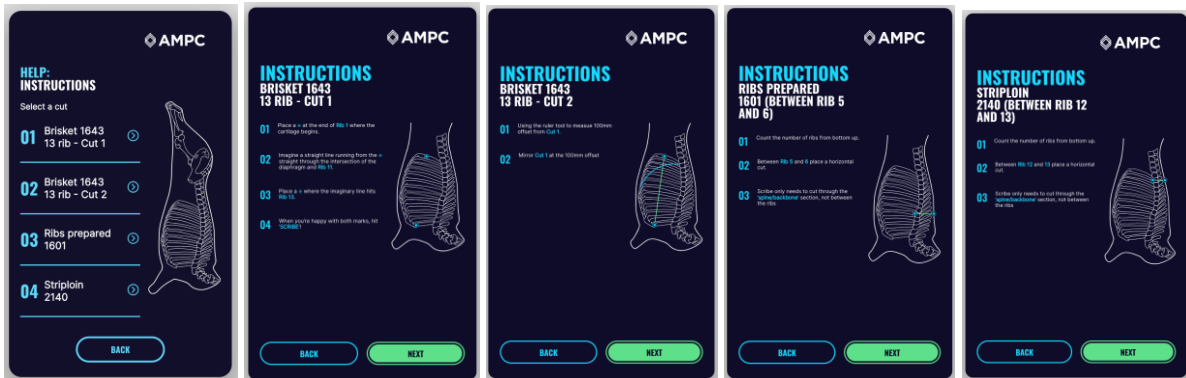 AMPC
HELP:
INSTRUCTIONS
Select a cut
01 Brisket 1643
13 rib - Cut 1
02 Brisket 1643
13 rib - Cut 2
03 Ribs prepared
1601
04 Striploin
2140
BACK
AMPC
INSTRUCTIONS
BRISKET 1643
13 RIB - CUT 1
01 Place a + at the end of Rib 1 where the
cartilage begins.
02 Imagine a straight line running from the +
straight through the intersection of the
diaphragm and Rib 11.
03 Place a + where the imaginary line hits
Rib 13.
04 When you're happy with both marks, hit
'SCRIBE'!
BACK
NEXT
AMPC
INSTRUCTIONS
BRISKET 1643
13 RIB - CUT 2
01 Using the ruler tool to measure 100mm
offset from Cut 1.
02 Mirror Cut 1 at the 100mm offset
BACK
NEXT
AMPC
INSTRUCTIONS
RIBS PREPARED
1601 (BETWEEN RIB 5
AND 6)
01 Count the number of ribs from bottom up.
02 Between Rib 5 and 6 place a horizontal
cut.
03 Scribe only needs to cut through the
'spine/backbone' section, not between
the ribs
BACK
NEXT
AMPC
INSTRUCTIONS
STRIPLOIN
2140 (BETWEEN RIB 12
AND 13)
01 Count the number of ribs from bottom up.
02 Between Rib 12 and 13 place a horizontal
cut.
03 Scribe only needs to cut through the
'spine/backbone' section, not between
the ribs
BACK
NEXT